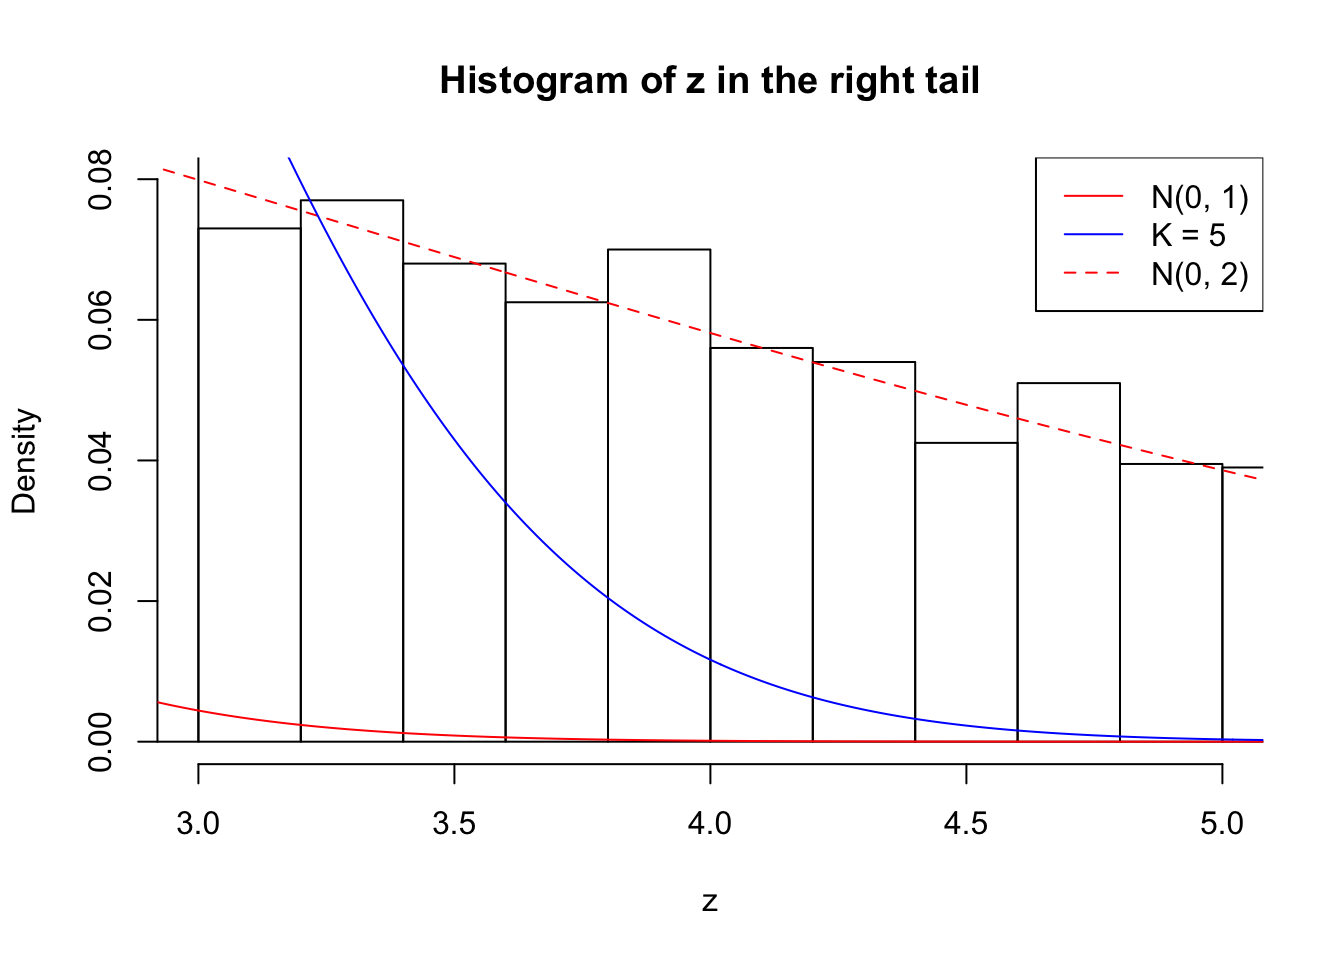 Histogram of z in the right tail
N(0, 1)
K = 5
N(0, 2)
Density
0.08
0.06
0.04
0.02
0.00
3.0 3.5 4.0 4.5 5.0
z